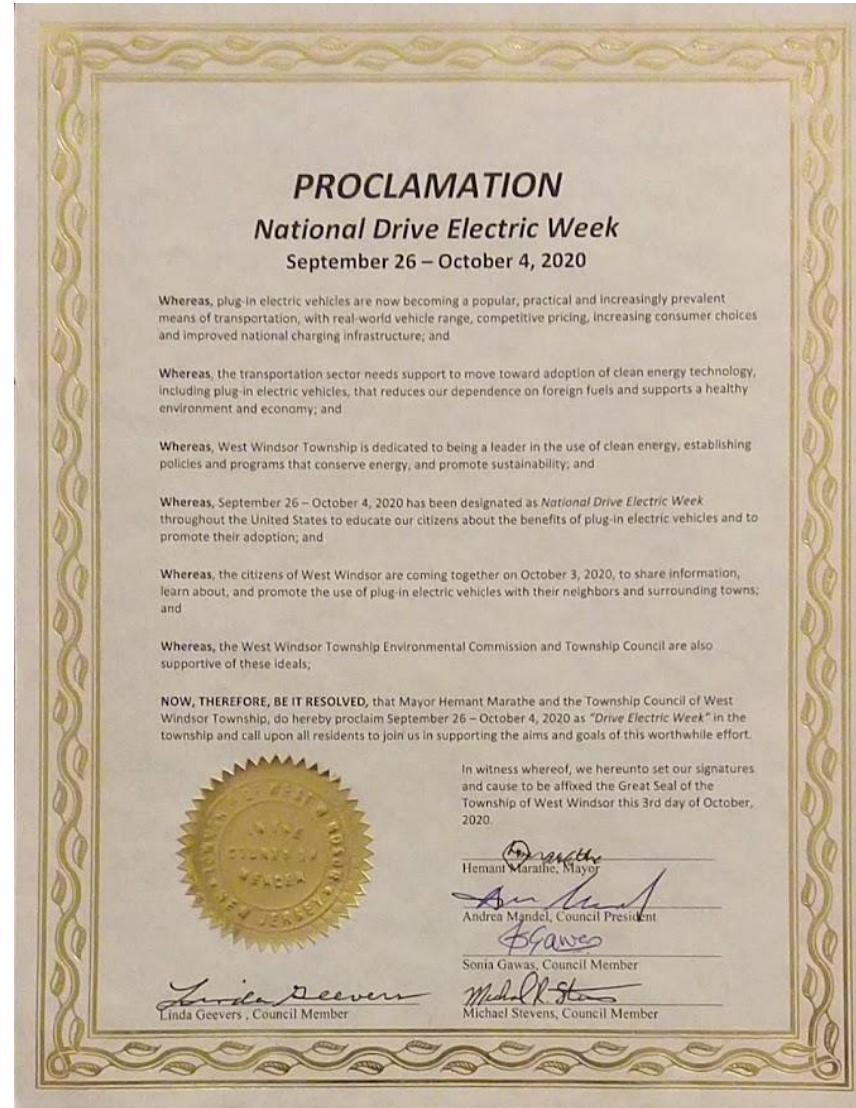 PROCLAMATION
National Drive Electric Week
September 26 – October 4, 2020
Whereas, plug-in electric vehicles are now becoming a popular, practical and increasingly prevalent
means of transportation, with real-world vehicle range, competitive pricing, increasing consumer choices
and improved national charging infrastructure; and
Whereas, the transportation sector needs support to move toward adoption of clean energy technology,
including plug-in electric vehicles, that reduces our dependence on foreign fuels and supports a healthy
environment and economy; and
Whereas, West Windsor Township is dedicated to being a leader in the use of clean energy, establishing
policies and programs that conserve energy, and promote sustainability; and
Whereas, September 26 – October 4, 2020 has been designated as National Drive Electric Week
throughout the United States to educate our citizens about the benefits of plug-in electric vehicles and to
promote their adoption; and
Whereas, the citizens of West Windsor are coming together on October 3, 2020, to share information,
learn about, and promote the use of plug-in electric vehicles with their neighbors and surrounding towns;
and
Whereas, the West Windsor Township Environmental Commission and Township Council are also
supportive of these ideals;
NOW, THEREFORE, BE IT RESOLVED, that Mayor Hemant Marathe and the Township Council of West
Windsor Township, do hereby proclaim September 26 – October 4, 2020 as "Drive Electric Week" in the
township and call upon all residents to join us in supporting the aims and goals of this worthwhile effort.
In witness whereof, we hereunto set our signatures
and cause to be affixed the Great Seal of the
Township of West Windsor this 3rd day of October,
2020.
IN THE
COUNTY OF
MERCER
NEW JERSEY
Hemant Marathe, Mayor
Andrea Mandel, Council President
Sonia Gawas, Council Member
Linda Geevers
Linda Geevers , Council Member
Michael R. Stevens
Michael Stevens, Council Member